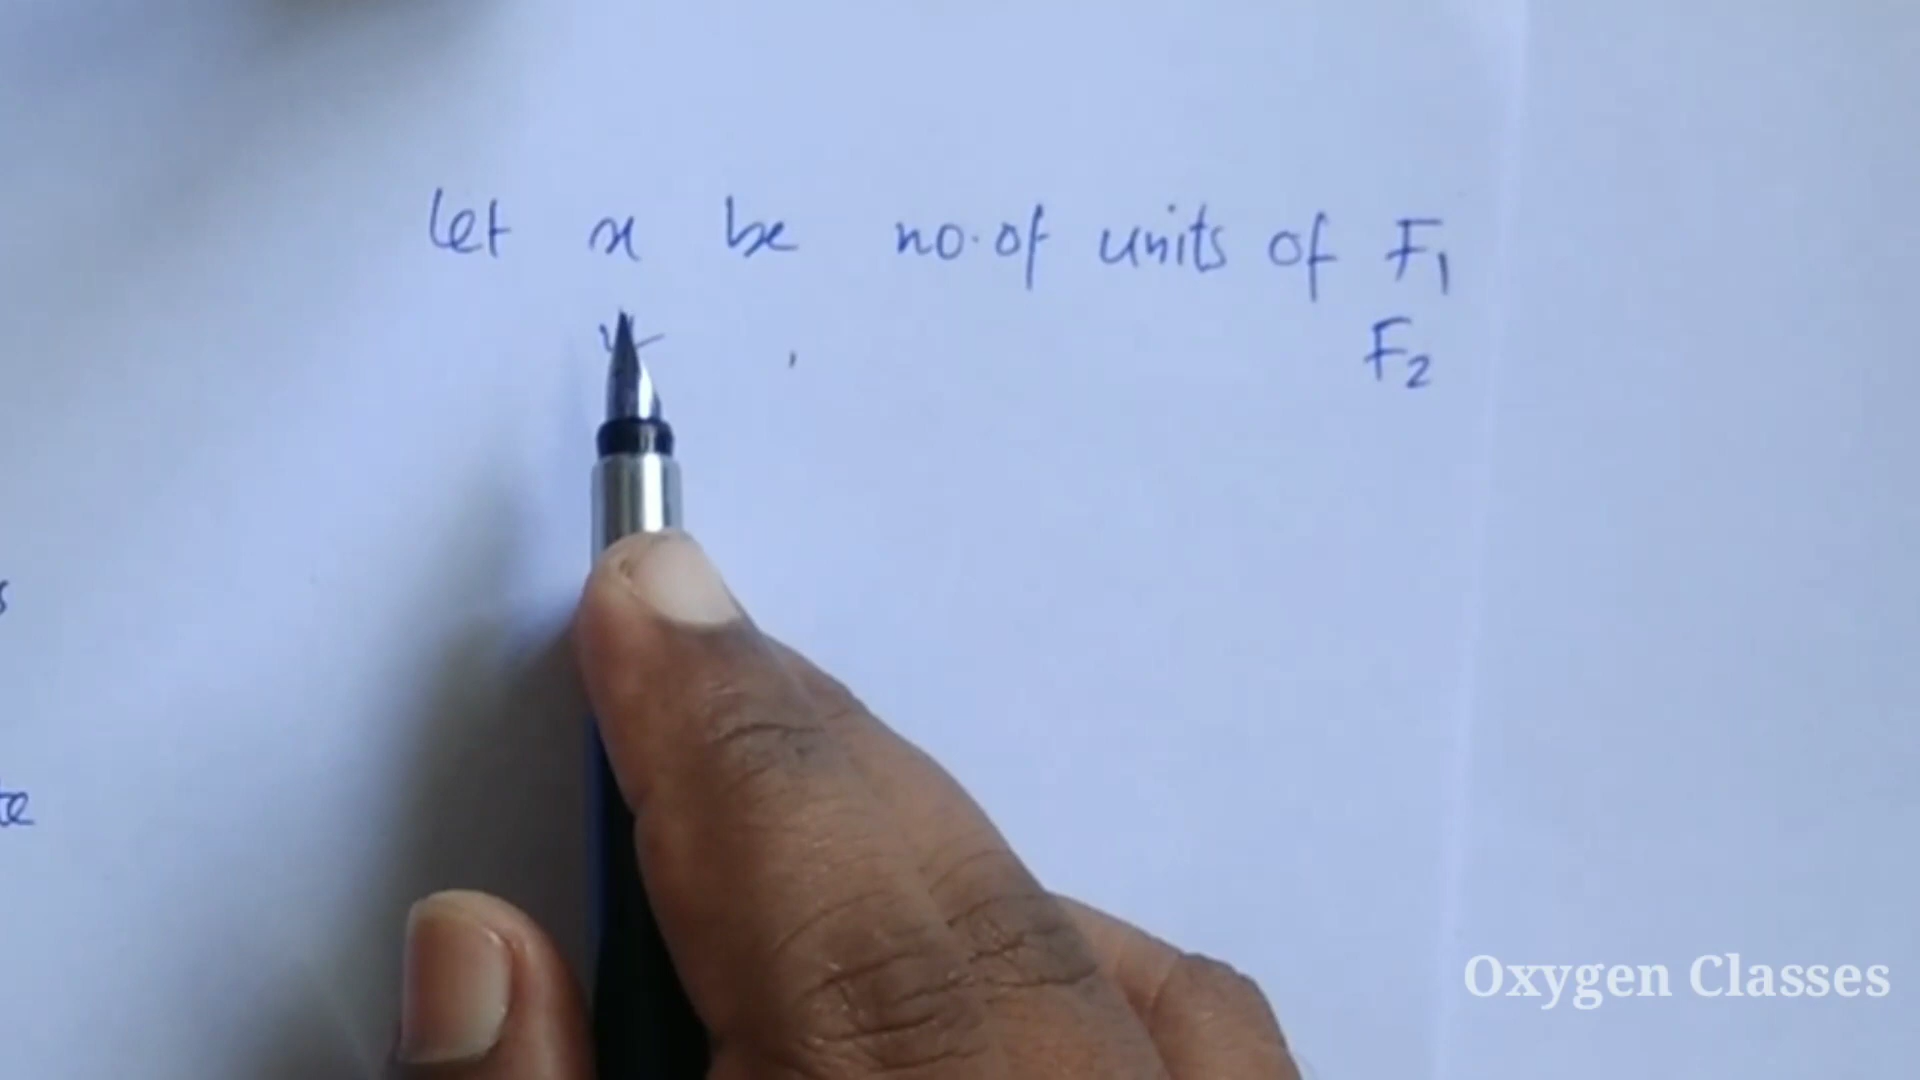 Let x be no. of units of F1
F2
Oxygen Classes